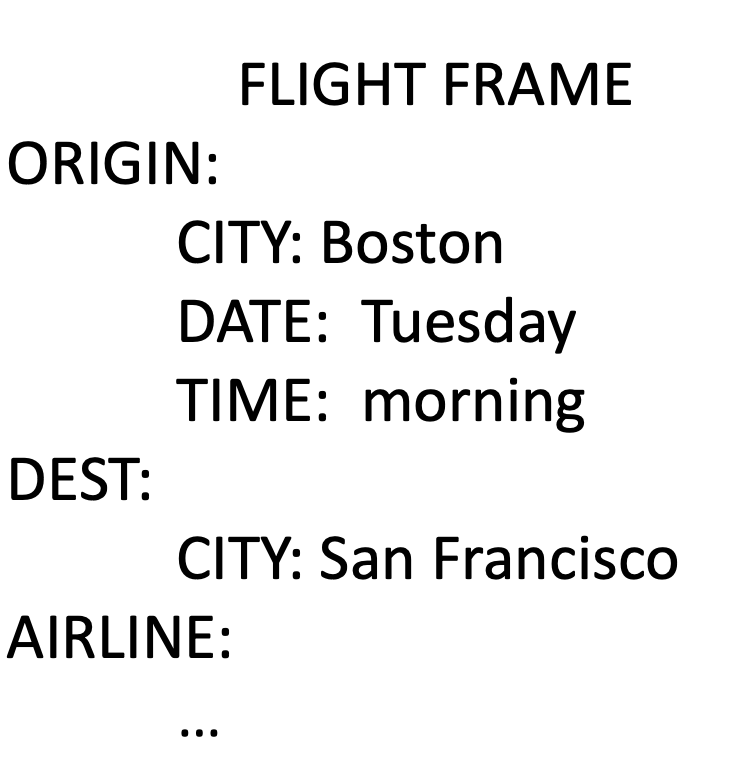 FLIGHT FRAME
ORIGIN:
CITY: Boston
DATE: Tuesday
TIME: morning
DEST:
CITY: San Francisco
AIRLINE:
...